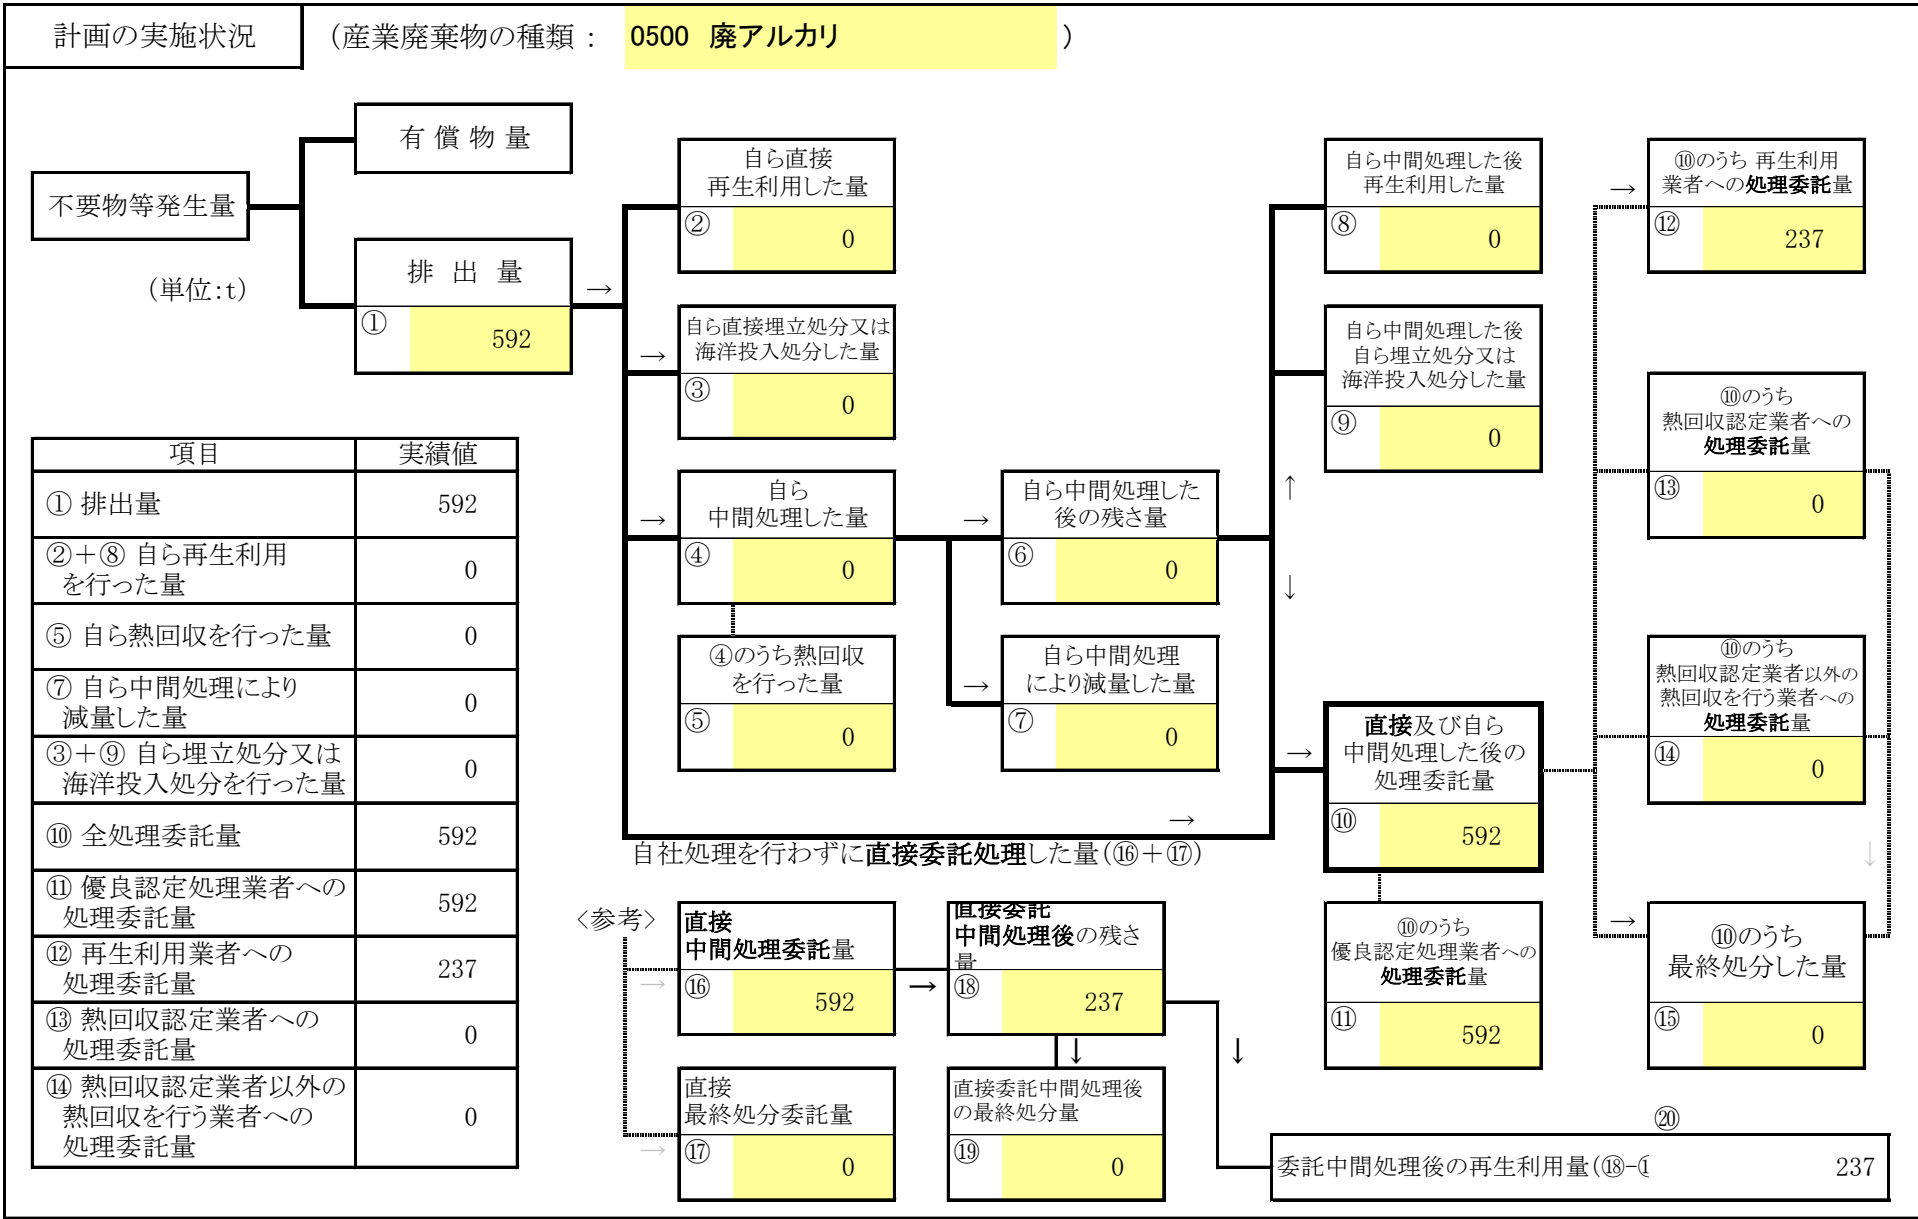 計画の実施状況
（産業廃棄物の種類： 0500 廃アルカリ ）
有償物量
不要物等発生量
（単位:t）
排出量
→
①
592
自ら直接
再生利用した量
②
0
→
自ら直接埋立処分又は
海洋投入処分した量
③
0
→
自ら
中間処理した量
④
0
④のうち熱回収
を行った量
⑤
0
→
自ら中間処理した
後の残さ量
⑥
0
→
自ら中間処理
により減量した量
⑦
0
自ら中間処理した後
再生利用した量
⑧
0
自ら中間処理した後
自ら埋立処分又は
海洋投入処分した量
⑨
0
↑
↓
→
直接及び自ら
中間処理した後の
処理委託量
⑩
592
⑩のうち
優良認定処理業者への
処理委託量
⑪
592
→
⑩のうち 再生利用
業者への処理委託量
⑫
237
⑩のうち
熱回収認定業者への
処理委託量
⑬
0
⑩のうち
熱回収認定業者以外の
熱回収を行う業者への
処理委託量
⑭
0
↓
→
⑩のうち
最終処分した量
⑮
0
項目 実績値
① 排出量 592
②＋⑧ 自ら再生利用
を行った量 0
⑤ 自ら熱回収を行った量 0
⑦ 自ら中間処理により
減量した量 0
③＋⑨ 自ら埋立処分又は
海洋投入処分を行った量 0
⑩ 全処理委託量 592
⑪ 優良認定処理業者への
処理委託量 592
⑫ 再生利用業者への
処理委託量 237
⑬ 熱回収認定業者への
処理委託量 0
⑭ 熱回収認定業者以外の
熱回収を行う業者への
処理委託量 0
→
自社処理を行わずに直接委託処理した量（⑯＋⑰）
〈参考〉
→
直接
中間処理委託量
⑯
592
→
直接委託
中間処理後の残さ
量
⑱
237
↓
↓
→
直接
最終処分委託量
⑰
0
直接委託中間処理後
の最終処分量
⑲
0
⑳
委託中間処理後の再生利用量(⑱-
237